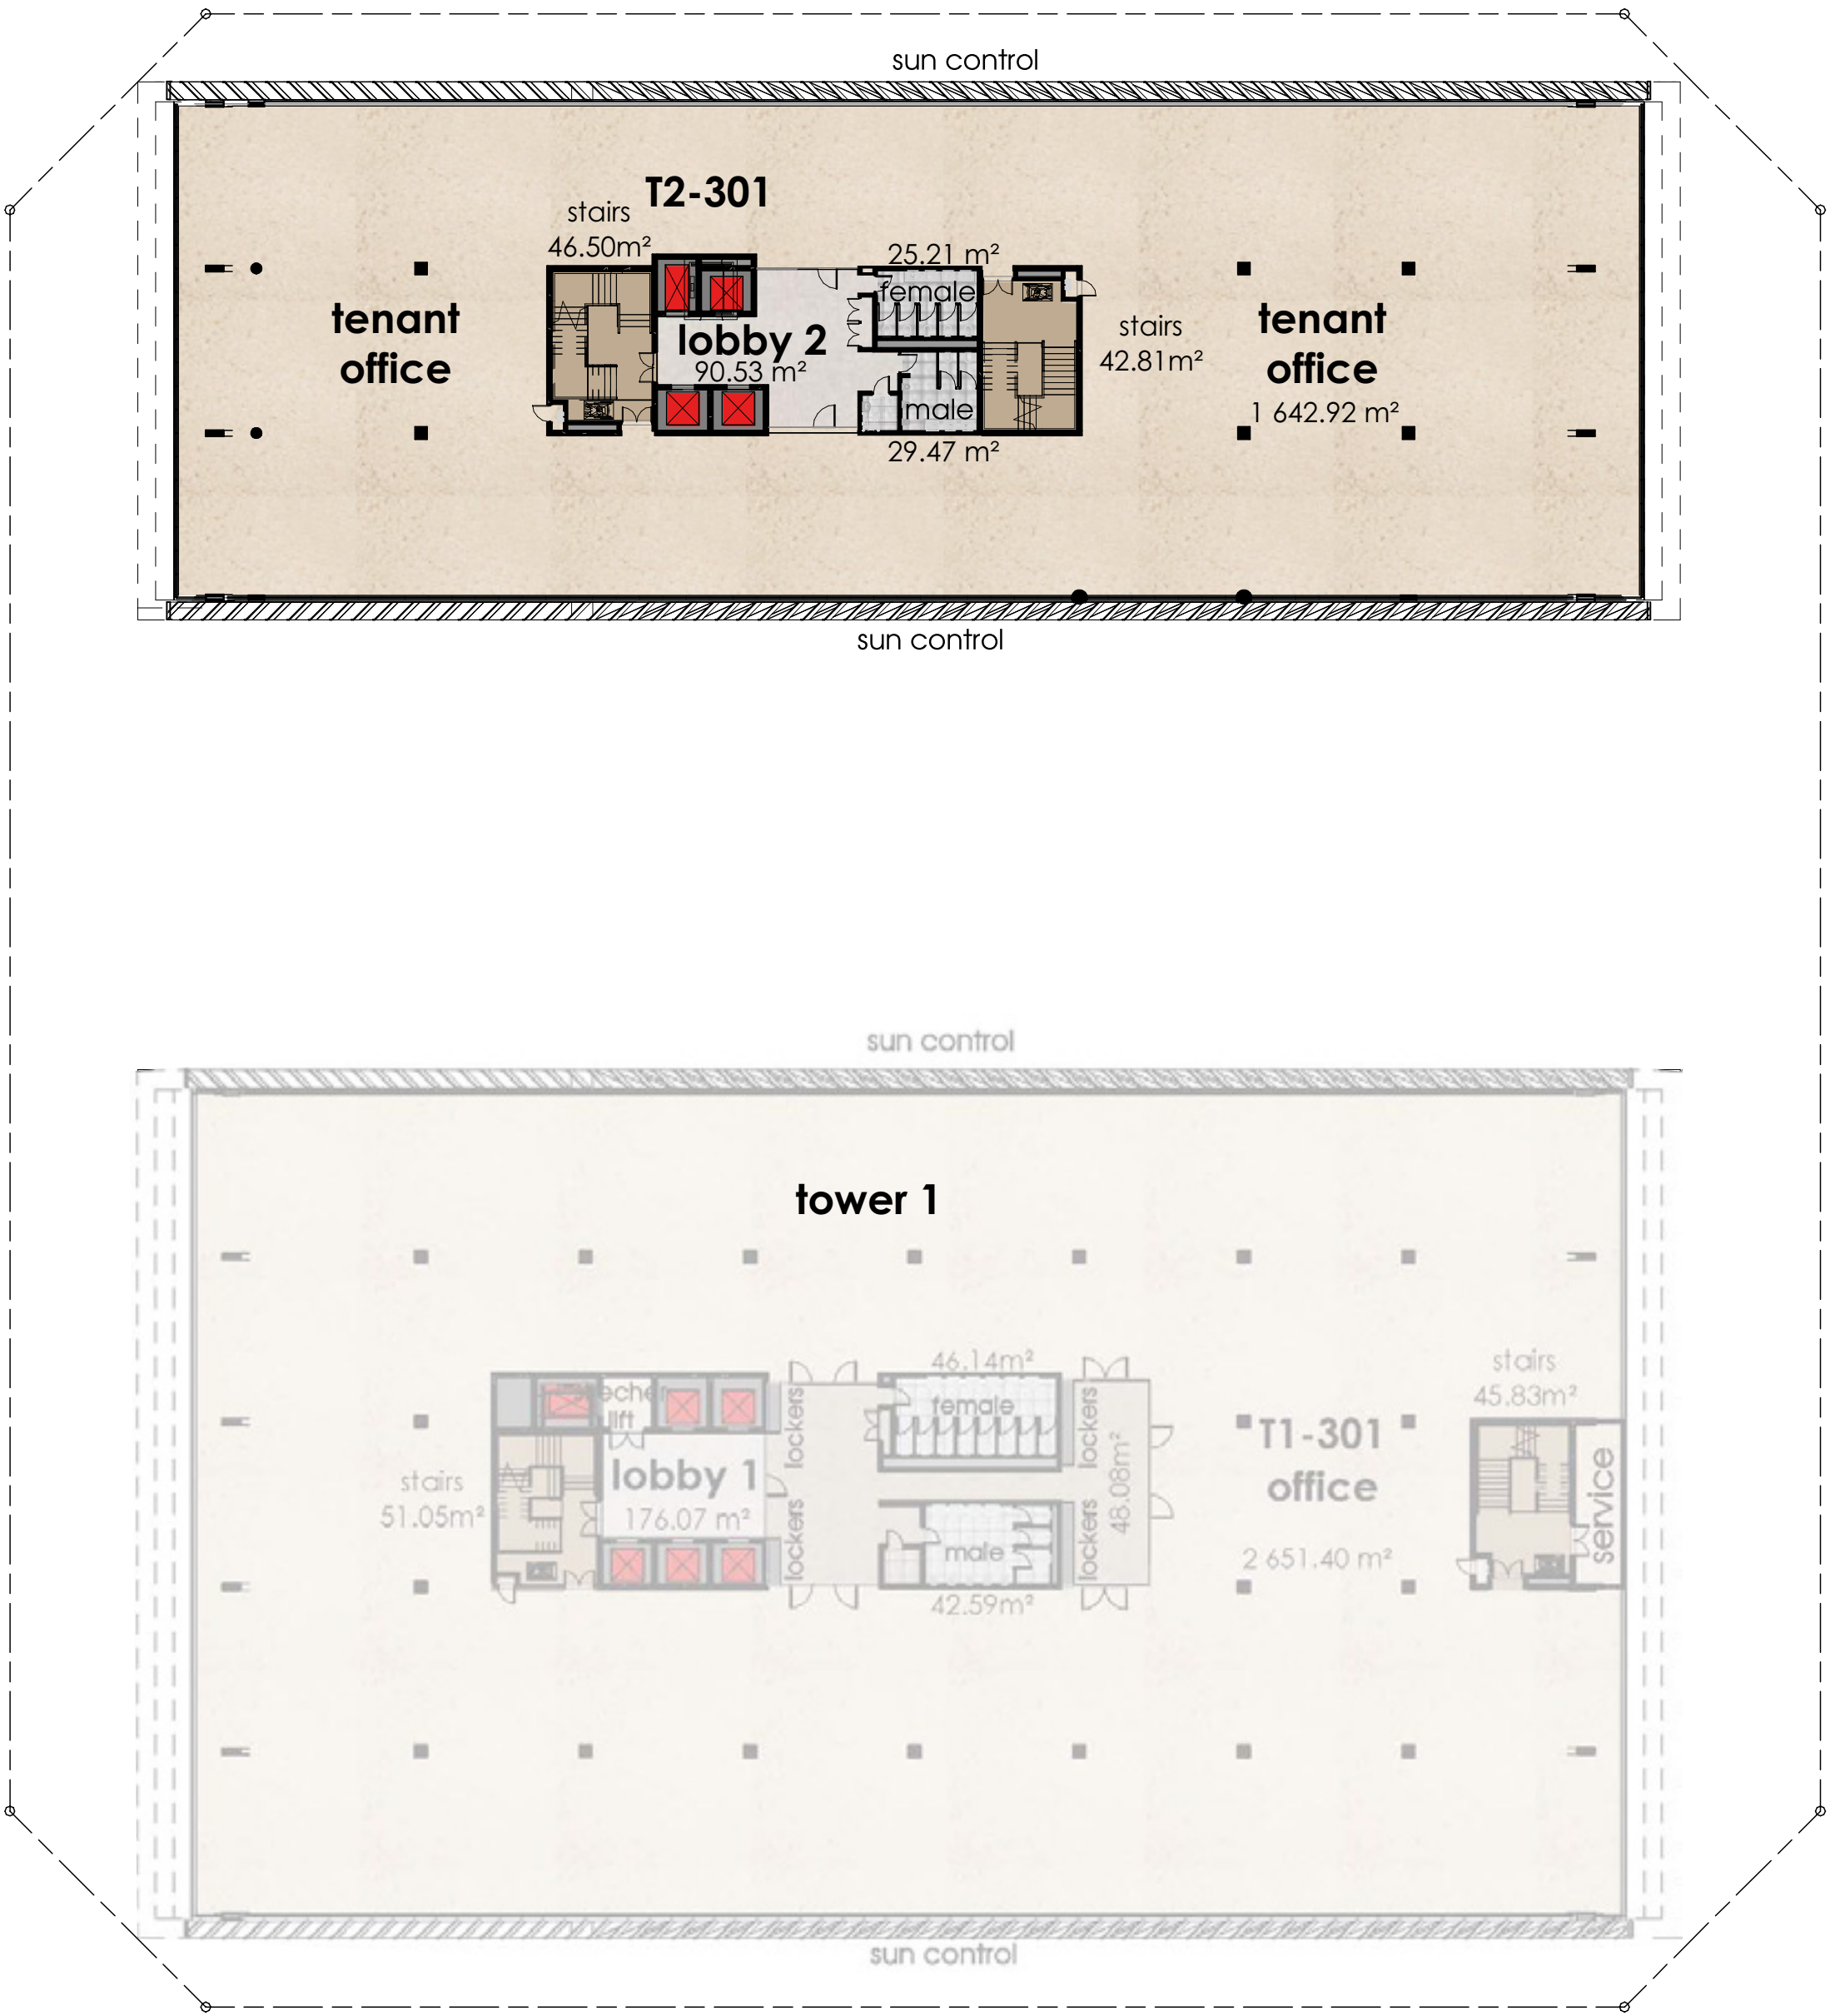 sun control
T2-301
stairs
46.50m²
25.21 m²
female
tenant
office
lobby 2
90.53 m²
stairs
42.81m²
tenant
office
1 642.92 m²
male
29.47 m²
sun control
sun control
tower 1
46.14m²
stairs
45.83m²
lift
lockers
female
lockers
T1-301
office
stairs
51.05m²
lobby 1
176.07 m²
48.08m²
service
lockers
male
lockers
2 651.40 m²
42.59m²
sun control